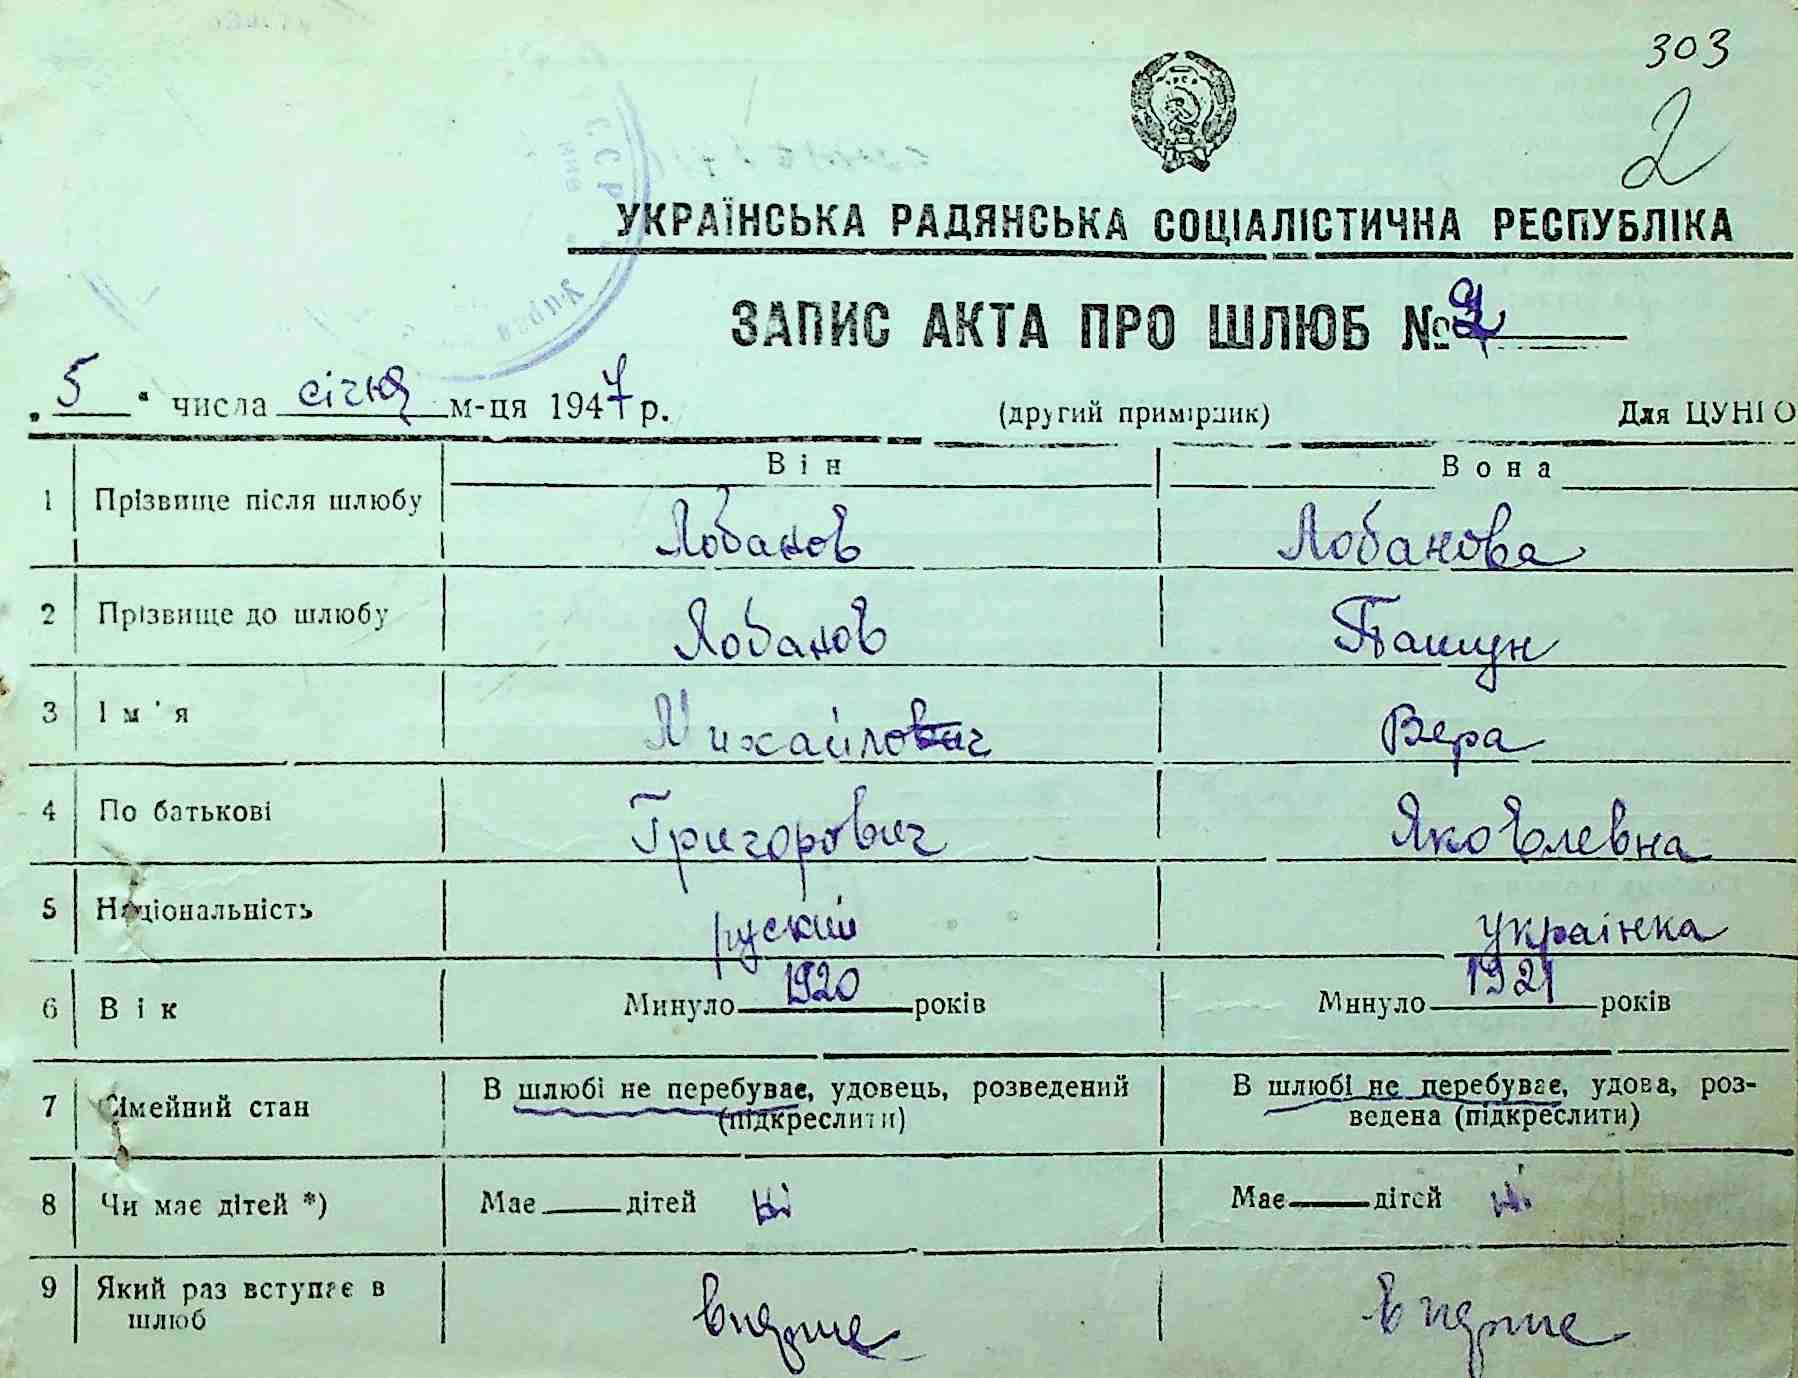 303
2
УКРАЇНСЬКА РАДЯНСЬКА СОЦІАЛІСТИЧНА РЕСПУБЛІКА
ЗАПИС АКТА ПРО ШЛЮБ № 2
„5“ числа січня м-ця 1947 р. (другий примірник) Для ЦУНГО
Він Вона
1 Прізвище після шлюбу Лобанов Лобанова
2 Прізвище до шлюбу Лобанов Пашун
3 Ім'я Михайлович Вера
4 По батькові Григорович Яковлевна
5 Національність руский українка
6 Вік Минуло 1920 років Минуло 1921 років
7 Сімейний стан В шлюбі не перебуває, удовець, розведений (підкреслити) В шлюбі не перебуває, удова, роз-
ведена (підкреслити)
8 Чи має дітей *) Має дітей ні Має дітей ні
9 Який раз вступає в шлюб вперше вперше